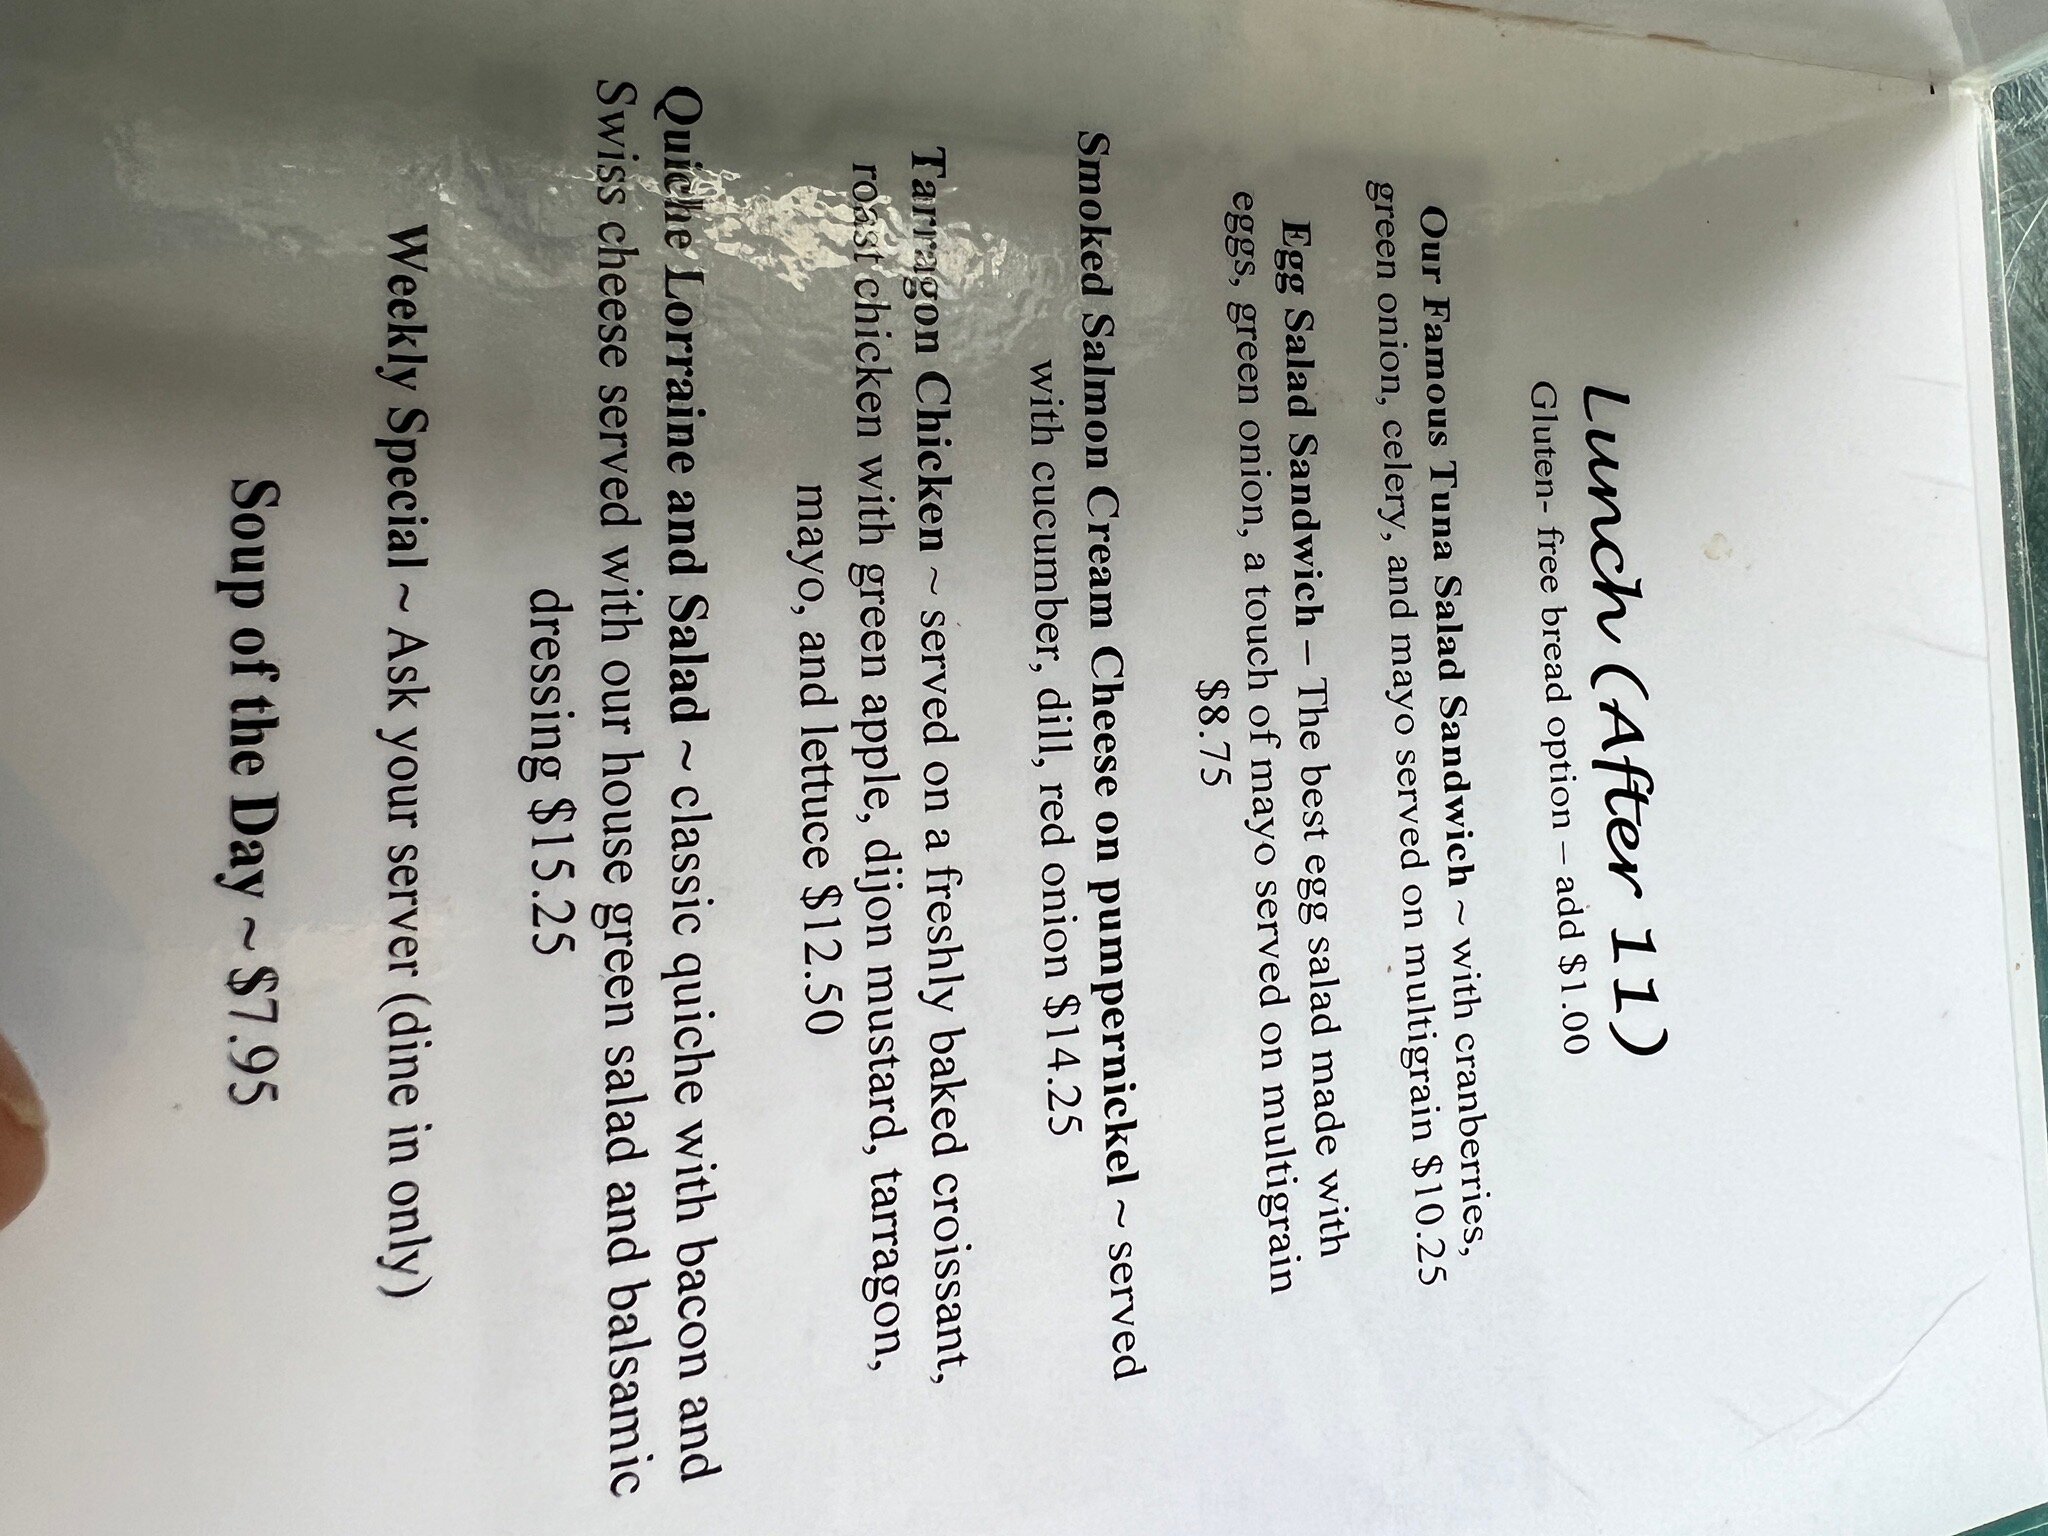 Lunch (After 11)
Gluten- free bread option – add $1.00
Our Famous Tuna Salad Sandwich ~ with cranberries,
green onion, celery, and mayo served on multigrain $10.25
Egg Salad Sandwich – The best egg salad made with
eggs, green onion, a touch of mayo served on multigrain
$8.75
Smoked Salmon Cream Cheese on pumpernickel ~ served
with cucumber, dill, red onion $14.25
Tarragon Chicken ~ served on a freshly baked croissant,
roast chicken with green apple, dijon mustard, tarragon,
mayo, and lettuce $12.50
Quiche Lorraine and Salad ~ classic quiche with bacon and
Swiss cheese served with our house green salad and balsamic
dressing $15.25
Weekly Special ~ Ask your server (dine in only)
Soup of the Day ~ $7.95